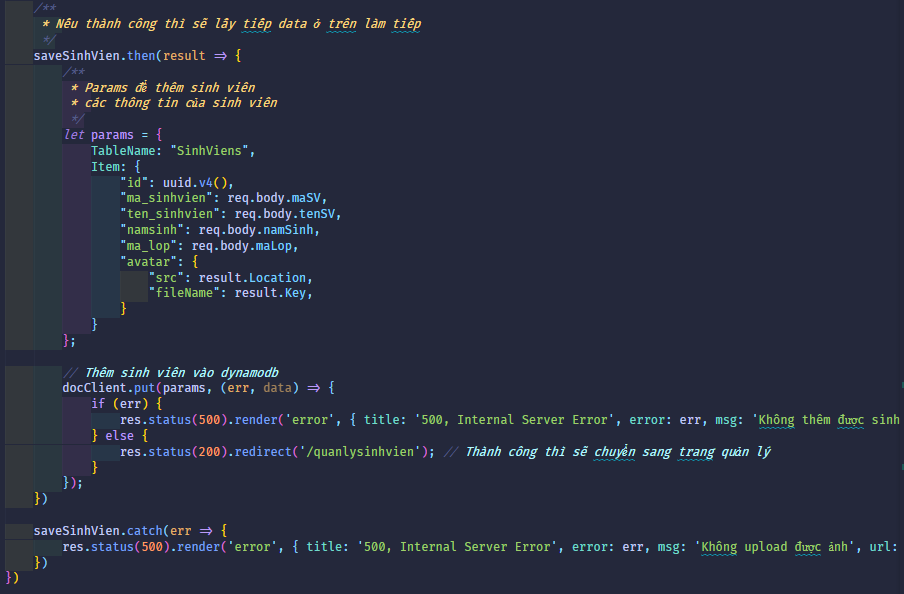 /**
* Nếu thành công thì sẽ lấy tiếp data ở trên làm tiếp
*/
saveSinhVien.then(result => {
/**
* Params để thêm sinh viên
* các thông tin của sinh viên
*/
let params = {
TableName: "SinhViens",
Item: {
"id": uuid.v4(),
"ma_sinhvien": req.body.maSV,
"ten_sinhvien": req.body.tenSV,
"namsinh": req.body.namSinh,
"ma_lop": req.body.maLop,
"avatar": {
"src": result.Location,
"fileName": result.Key,
}
}
};
// Thêm sinh viên vào dynamodb
docClient.put(params, (err, data) => {
if (err) {
res.status(500).render('error', { title: '500, Internal Server Error', error: err, msg: 'Không thêm được sinh
} else {
res.status(200).redirect('/quanlysinhvien'); // Thành công thì sẽ chuyển sang trang quản lý
}
});
})
saveSinhVien.catch(err => {
res.status(500).render('error', { title: '500, Internal Server Error', error: err, msg: 'Không upload được ảnh', url:
})
})